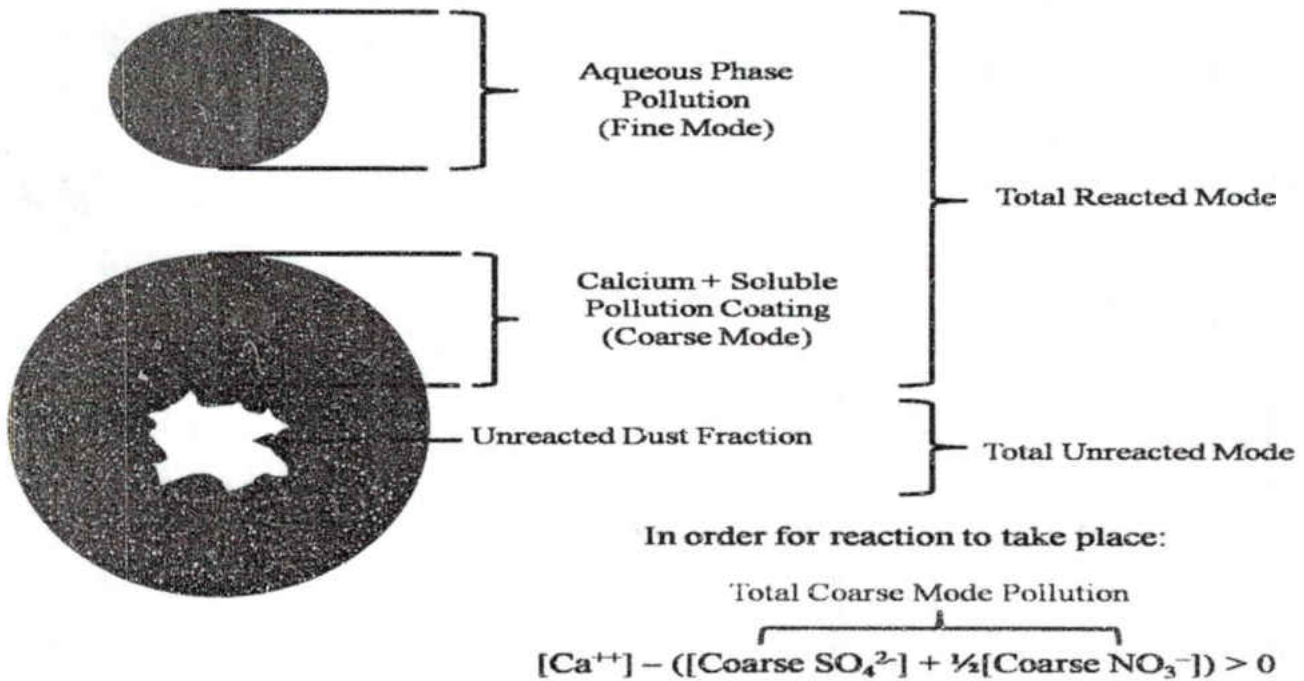 Aqueous Phase
Pollution
(Fine Mode)
Total Reacted Mode
Calcium + Soluble
Pollution Coating
(Coarse Mode)
Unreacted Dust Fraction
Total Unreacted Mode
In order for reaction to take place:
Total Coarse Mode Pollution
[Ca⁺⁺] – ([Coarse SO₄²⁻] + ½[Coarse NO₃⁻]) > 0